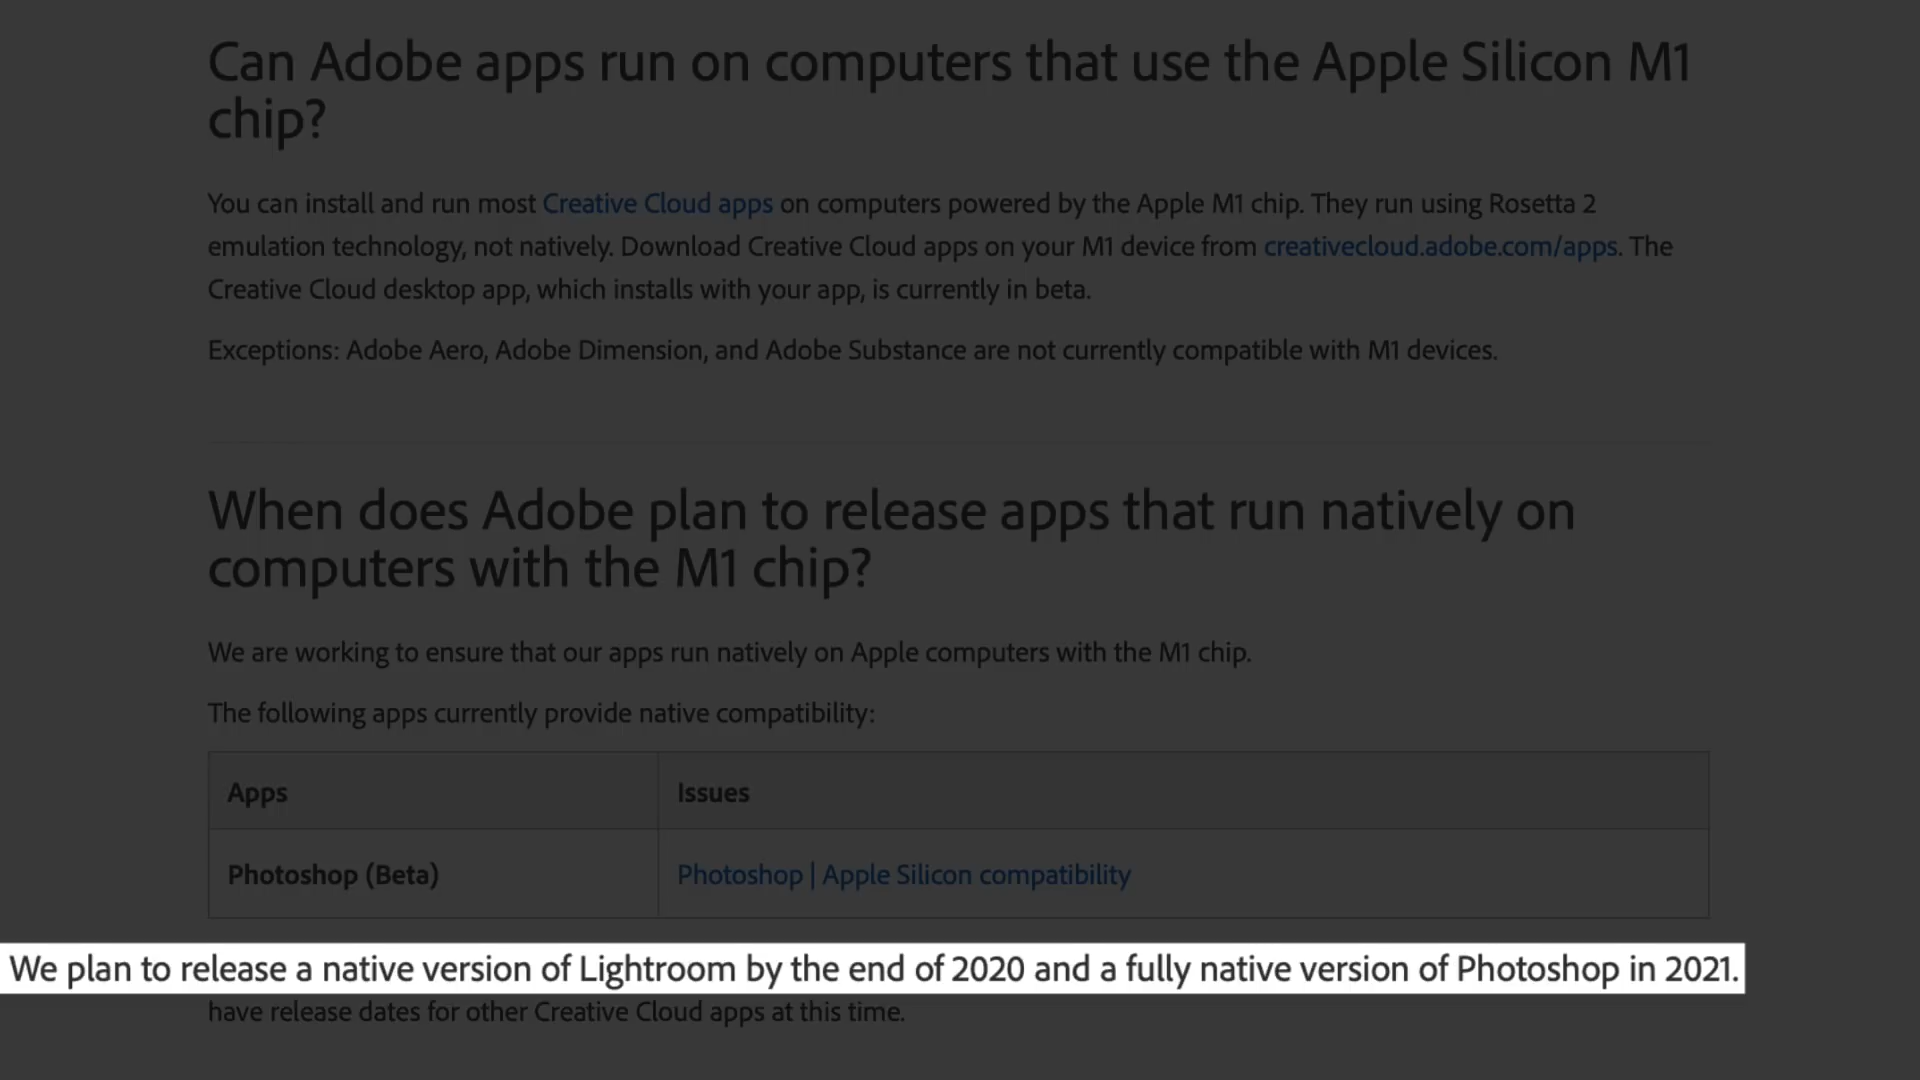 Can Adobe apps run on computers that use the Apple Silicon M1
chip?
You can install and run most Creative Cloud apps on computers powered by the Apple M1 chip. They run using Rosetta 2
emulation technology, not natively. Download Creative Cloud apps on your M1 device from creativecloud.adobe.com/apps. The
Creative Cloud desktop app, which installs with your app, is currently in beta.
Exceptions: Adobe Aero, Adobe Dimension, and Adobe Substance are not currently compatible with M1 devices.
When does Adobe plan to release apps that run natively on
computers with the M1 chip?
We are working to ensure that our apps run natively on Apple computers with the M1 chip.
The following apps currently provide native compatibility:
Apps Issues
Photoshop (Beta) Photoshop | Apple Silicon compatibility
We plan to release a native version of Lightroom by the end of 2020 and a fully native version of Photoshop in 2021.
have release dates for other Creative Cloud apps at this time.